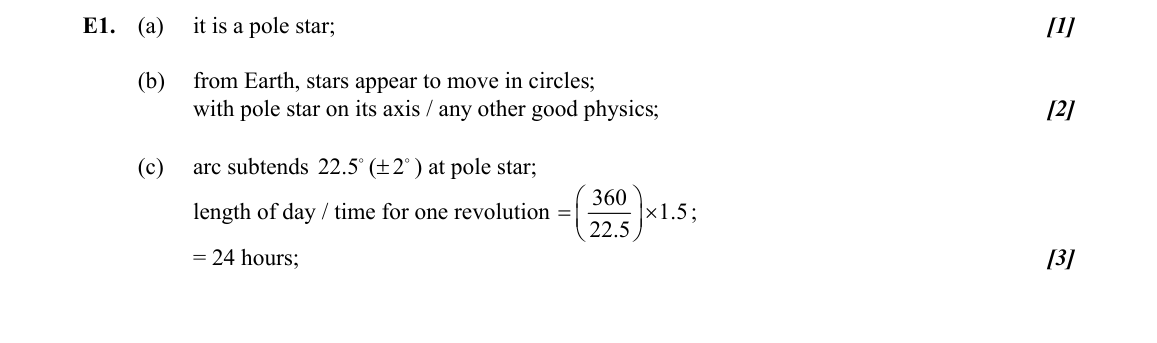 E1. (a) it is a pole star; [1]
(b) from Earth, stars appear to move in circles;
with pole star on its axis / any other good physics; [2]
(c) arc subtends 22.5° (±2°) at pole star;
length of day / time for one revolution = (360/22.5) × 1.5;
= 24 hours; [3]